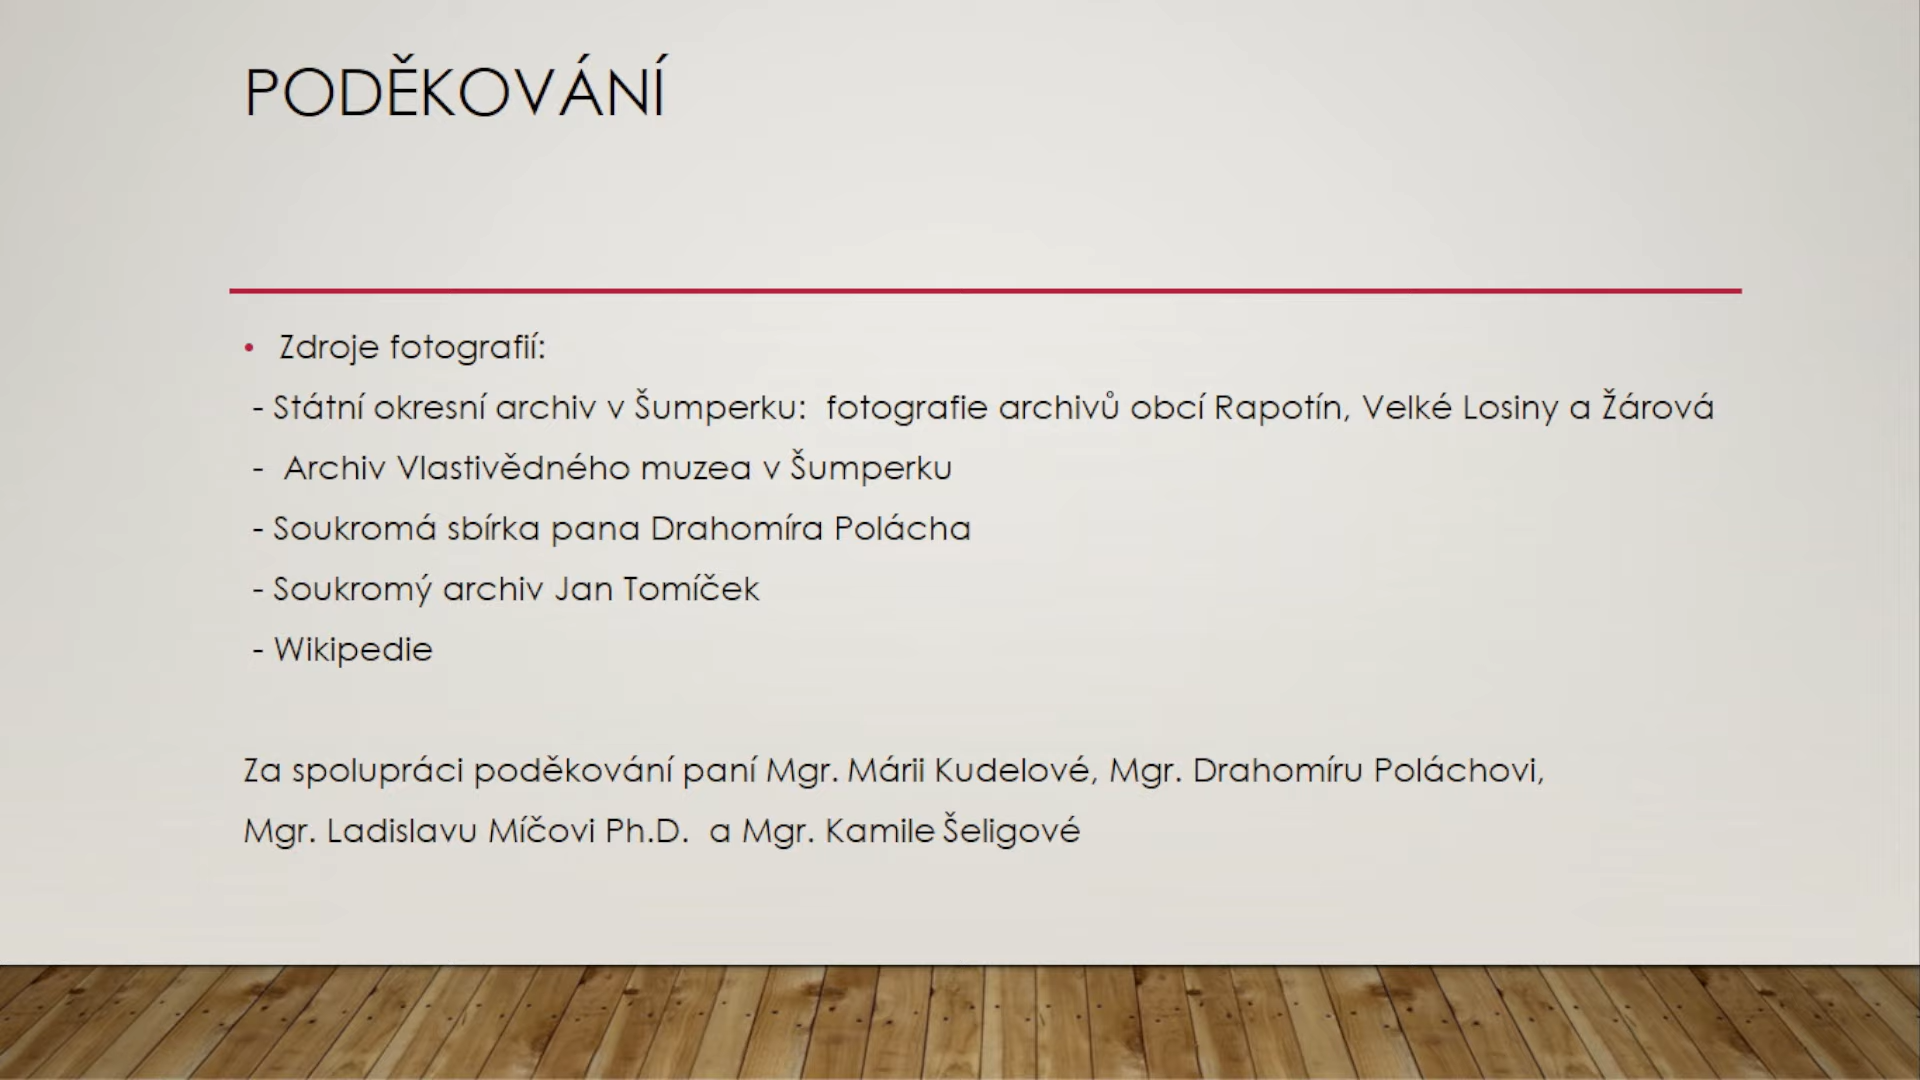 PODĚKOVÁNÍ
• Zdroje fotografií:
- Státní okresní archiv v Šumperku:  fotografie archivů obcí Rapotín, Velké Losiny a Žárová
-  Archiv Vlastivědného muzea v Šumperku
- Soukromá sbírka pana Drahomíra Polácha
- Soukromý archiv Jan Tomíček
- Wikipedie
Za spolupráci poděkování paní Mgr. Márii Kudelové, Mgr. Drahomíru Poláchovi,
Mgr. Ladislavu Míčovi Ph.D.  a Mgr. Kamile Šeligové